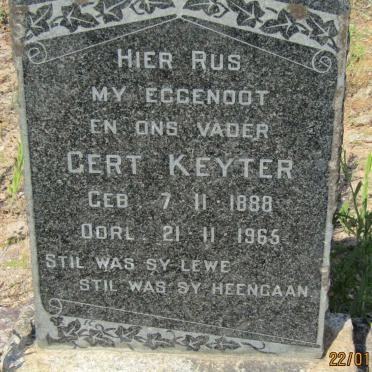 HIER RUS
MY EGGENOOT
EN ONS VADER
GERT KEYTER
GEB 7·11·1888
OORL. 21·11·1965
STIL WAS SY LEWE
STIL WAS SY HEENGAAN.
22/01